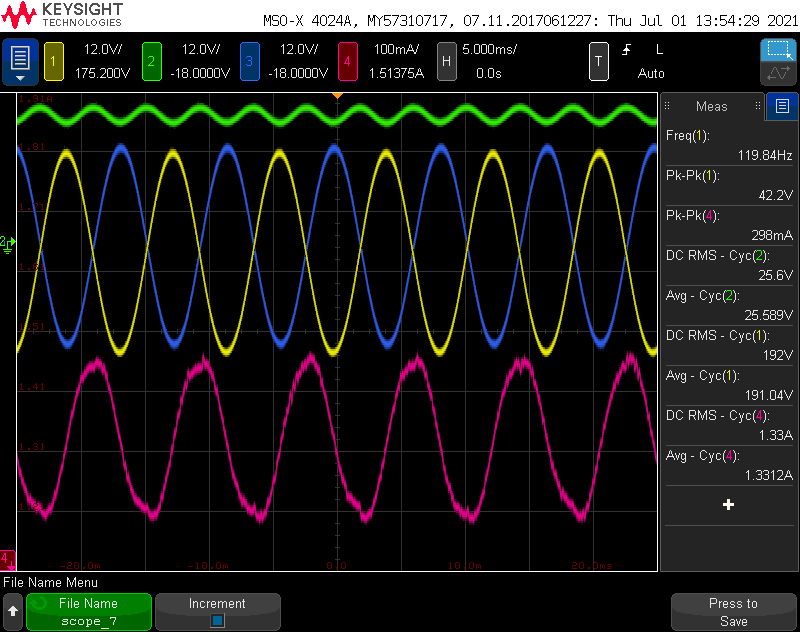 KEYSIGHT
TECHNOLOGIES
MSO-X 4024A, MY57310717, 07.11.2017061227: Thu Jul 01 13:54:29 2021
1 12.0V/ 2 12.0V/ 3 12.0V/ 4 100mA/ H 5.000ms/ T L
175.200V -18.0000V -18.0000V 1.51375A 0.0s Auto
Meas
Freq(1):
119.84Hz
Pk-Pk(1):
42.2V
Pk-Pk(4):
298mA
DC RMS - Cyc(2):
25.6V
Avg - Cyc(2):
25.589V
DC RMS - Cyc(1):
192V
Avg - Cyc(1):
191.04V
DC RMS - Cyc(4):
1.33A
Avg - Cyc(4):
1.3312A
1.91A
1.81
1.51
1.41
1.31
2
4
-20.0m -10.0m 0.0 10.0m 20.0ms
File Name Menu
File Name
scope_7
Increment
Press to
Save